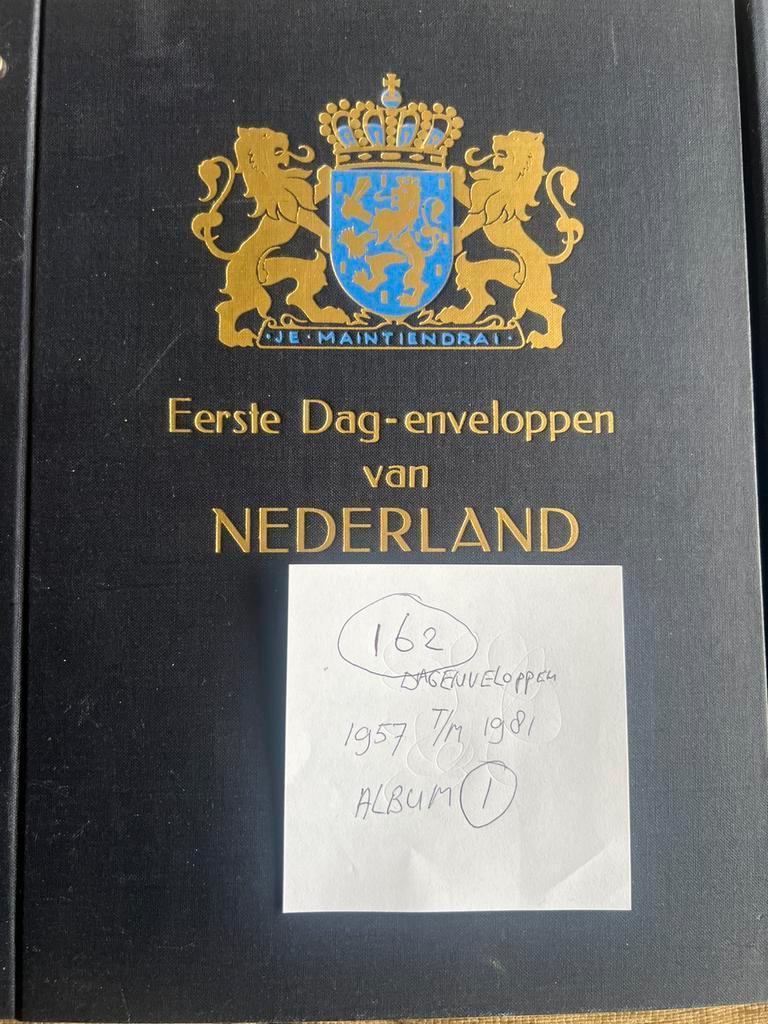 ·JE·MAINTIENDRAI·
Eerste Dag-enveloppen
van
NEDERLAND
162
DAGENVELOPPEN
1957 T/M 1981
ALBUM 1